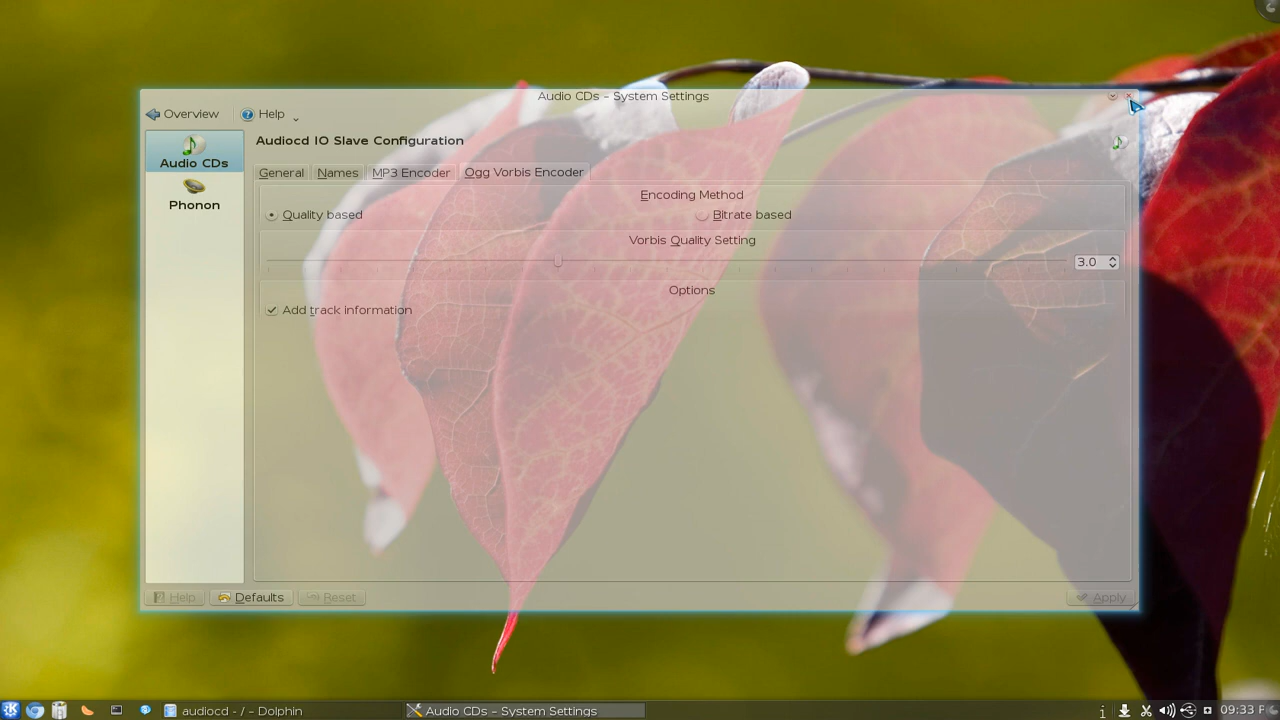 Audio CDs – System Settings
Overview
Help
Audio CDs
Phonon
Audiocd IO Slave Configuration
General Names MP3 Encoder Ogg Vorbis Encoder
Encoding Method
Quality based Bitrate based
Vorbis Quality Setting
3.0
Options
Add track information
Help Defaults Reset Apply
audiocd - / – Dolphin
Audio CDs – System Settings
09:33